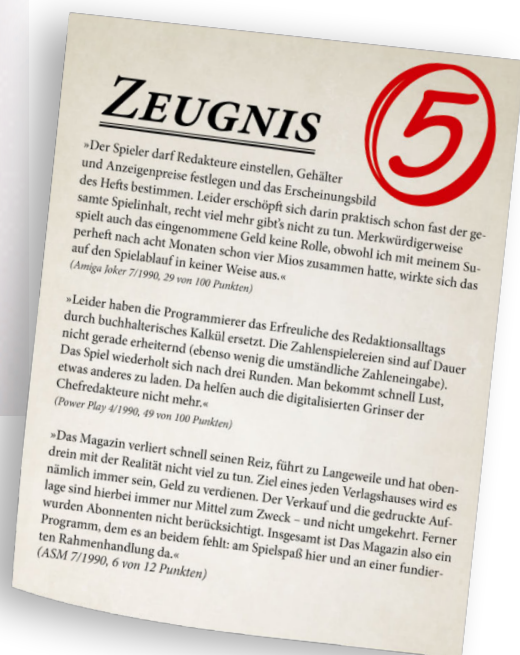 ZEUGNIS
5
»Der Spieler darf Redakteure einstellen, Gehälter
und Anzeigenpreise festlegen und das Erscheinungsbild
des Hefts bestimmen. Leider erschöpft sich darin praktisch schon fast der ge-
samte Spielinhalt, recht viel mehr gibt's nicht zu tun. Merkwürdigerweise
spielt auch das eingenommene Geld keine Rolle, obwohl ich mit meinem Su-
perheft nach acht Monaten schon vier Mios zusammen hatte, wirkte sich das
auf den Spielablauf in keiner Weise aus.«
(Amiga Joker 7/1990, 29 von 100 Punkten)
»Leider haben die Programmierer das Erfreuliche des Redaktionsalltags
durch buchhalterisches Kalkül ersetzt. Die Zahlenspielereien sind auf Dauer
nicht gerade erheiternd (ebenso wenig die umständliche Zahleneingabe).
Das Spiel wiederholt sich nach drei Runden. Man bekommt schnell Lust,
etwas anderes zu laden. Da helfen auch die digitalisierten Grinser der
Chefredakteure nicht mehr.«
(Power Play 4/1990, 49 von 100 Punkten)
»Das Magazin verliert schnell seinen Reiz, führt zu Langeweile und hat oben-
drein mit der Realität nicht viel zu tun. Ziel eines jeden Verlagshauses wird es
nämlich immer sein, Geld zu verdienen. Der Verkauf und die gedruckte Auf-
lage sind hierbei immer nur Mittel zum Zweck – und nicht umgekehrt. Ferner
wurden Abonnenten nicht berücksichtigt. Insgesamt ist Das Magazin also ein
Programm, dem es an beidem fehlt: am Spielspaß hier und an einer fundier-
ten Rahmenhandlung da.«
(ASM 7/1990, 6 von 12 Punkten)